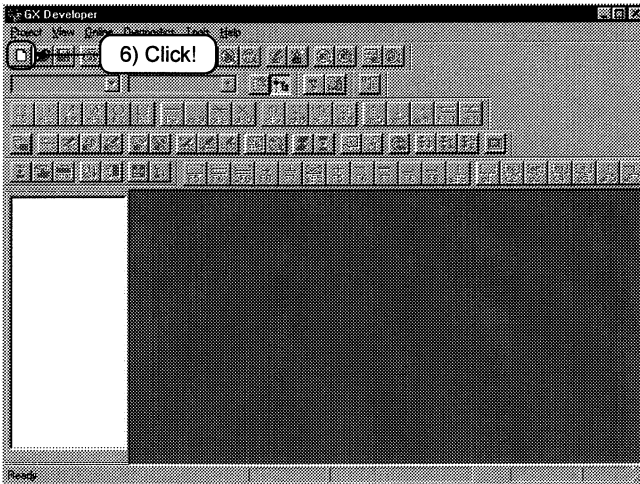 GX Developer
Project View Online Diagnostics Tools Help
6) Click!
Ready